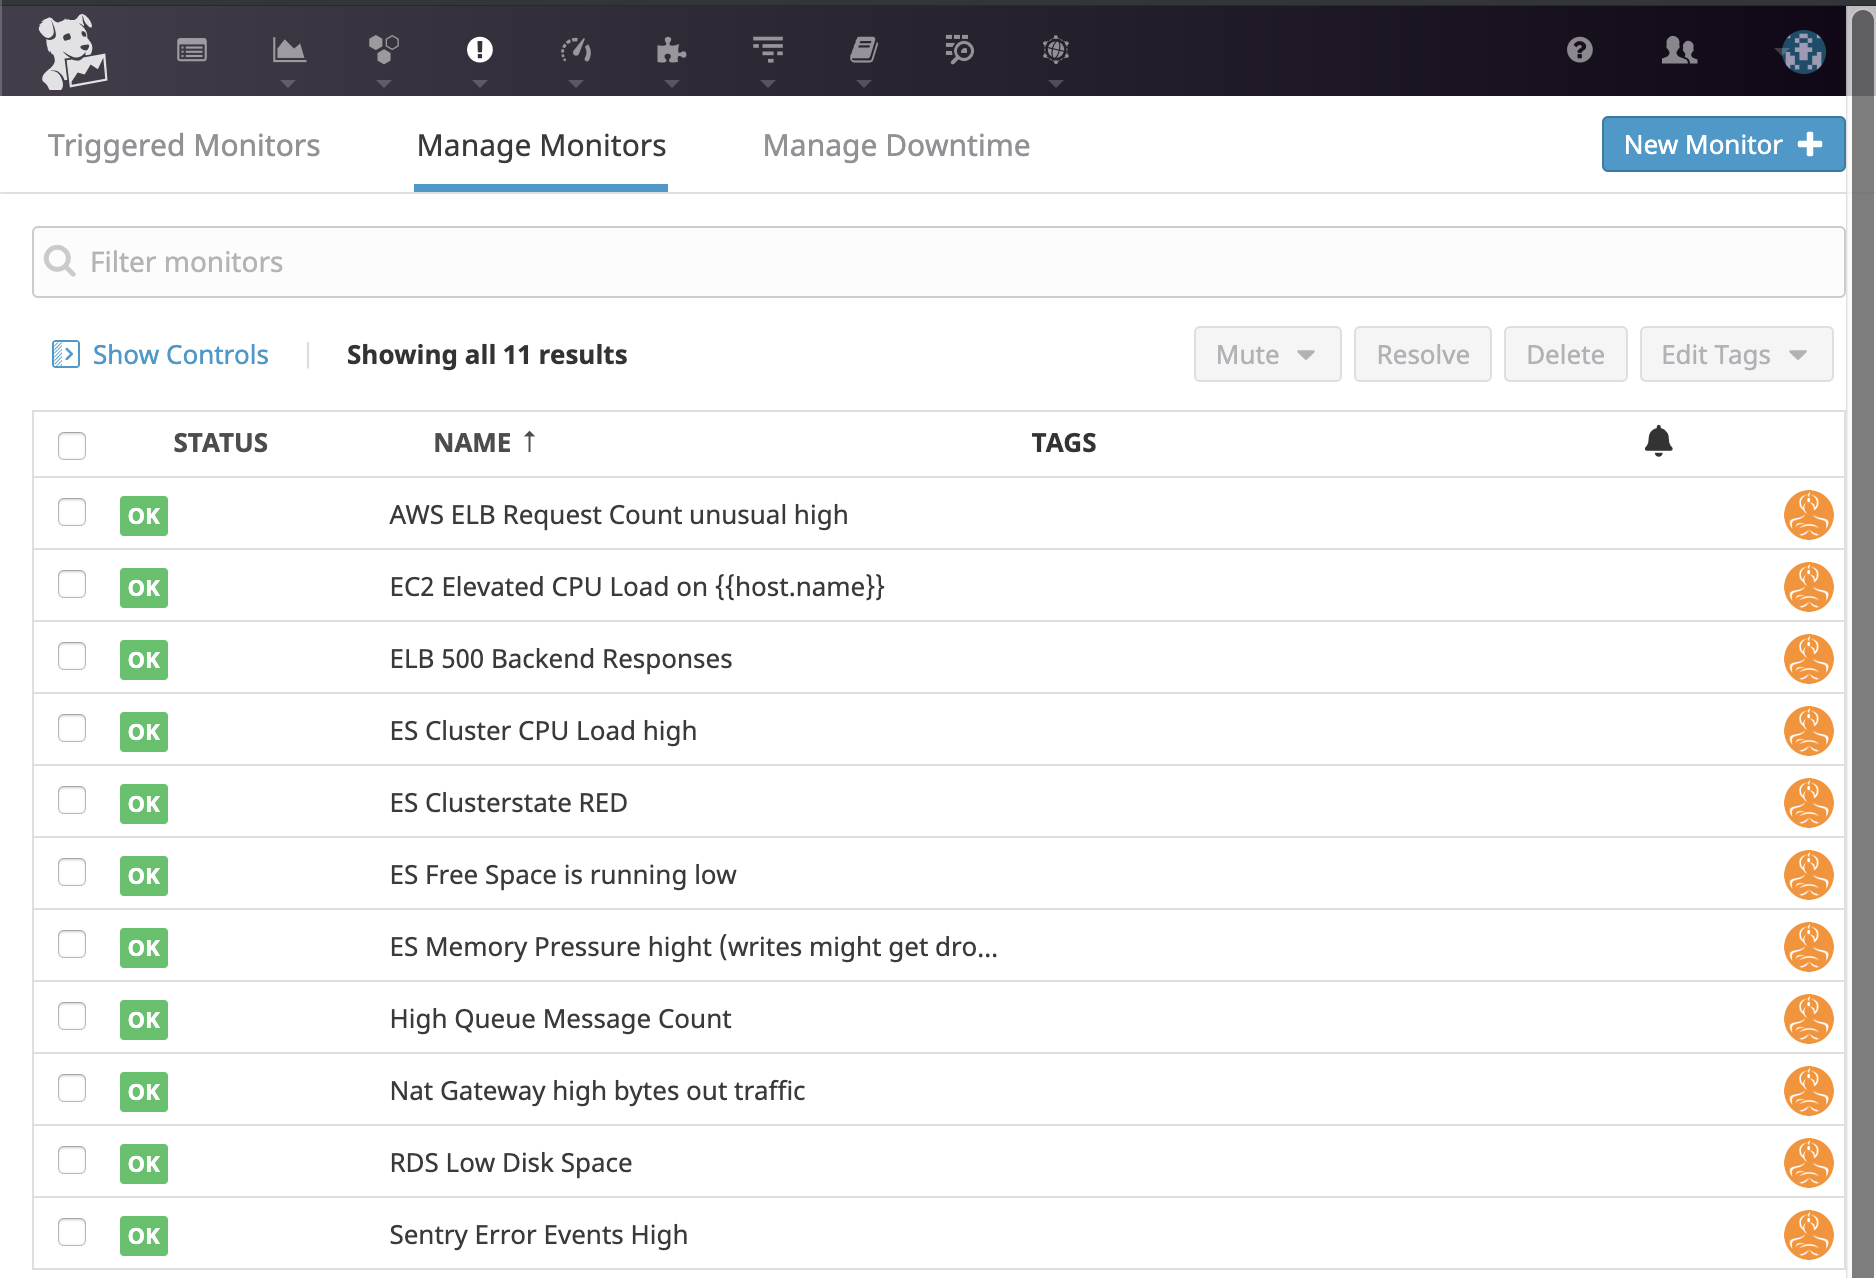 Triggered Monitors
Manage Monitors
Manage Downtime
New Monitor +
Filter monitors
Show Controls
Showing all 11 results
Mute
Resolve
Delete
Edit Tags
STATUS
NAME ↑
TAGS
OK
AWS ELB Request Count unusual high
OK
EC2 Elevated CPU Load on {{host.name}}
OK
ELB 500 Backend Responses
OK
ES Cluster CPU Load high
OK
ES Clusterstate RED
OK
ES Free Space is running low
OK
ES Memory Pressure hight (writes might get dro...
OK
High Queue Message Count
OK
Nat Gateway high bytes out traffic
OK
RDS Low Disk Space
OK
Sentry Error Events High